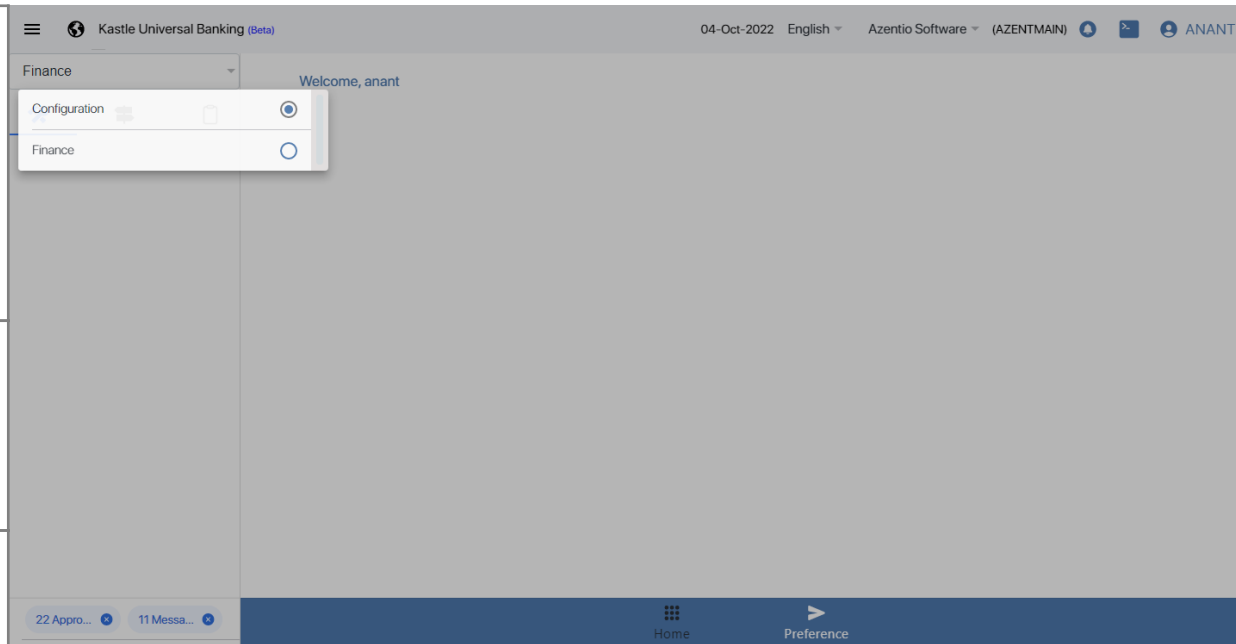 Kastle Universal Banking (Beta) 04-Oct-2022 English Azentio Software (AZENTMAIN) ANANT
Finance
Welcome, anant
Configuration
Finance
22 Appro... 11 Messa...
Home Preference